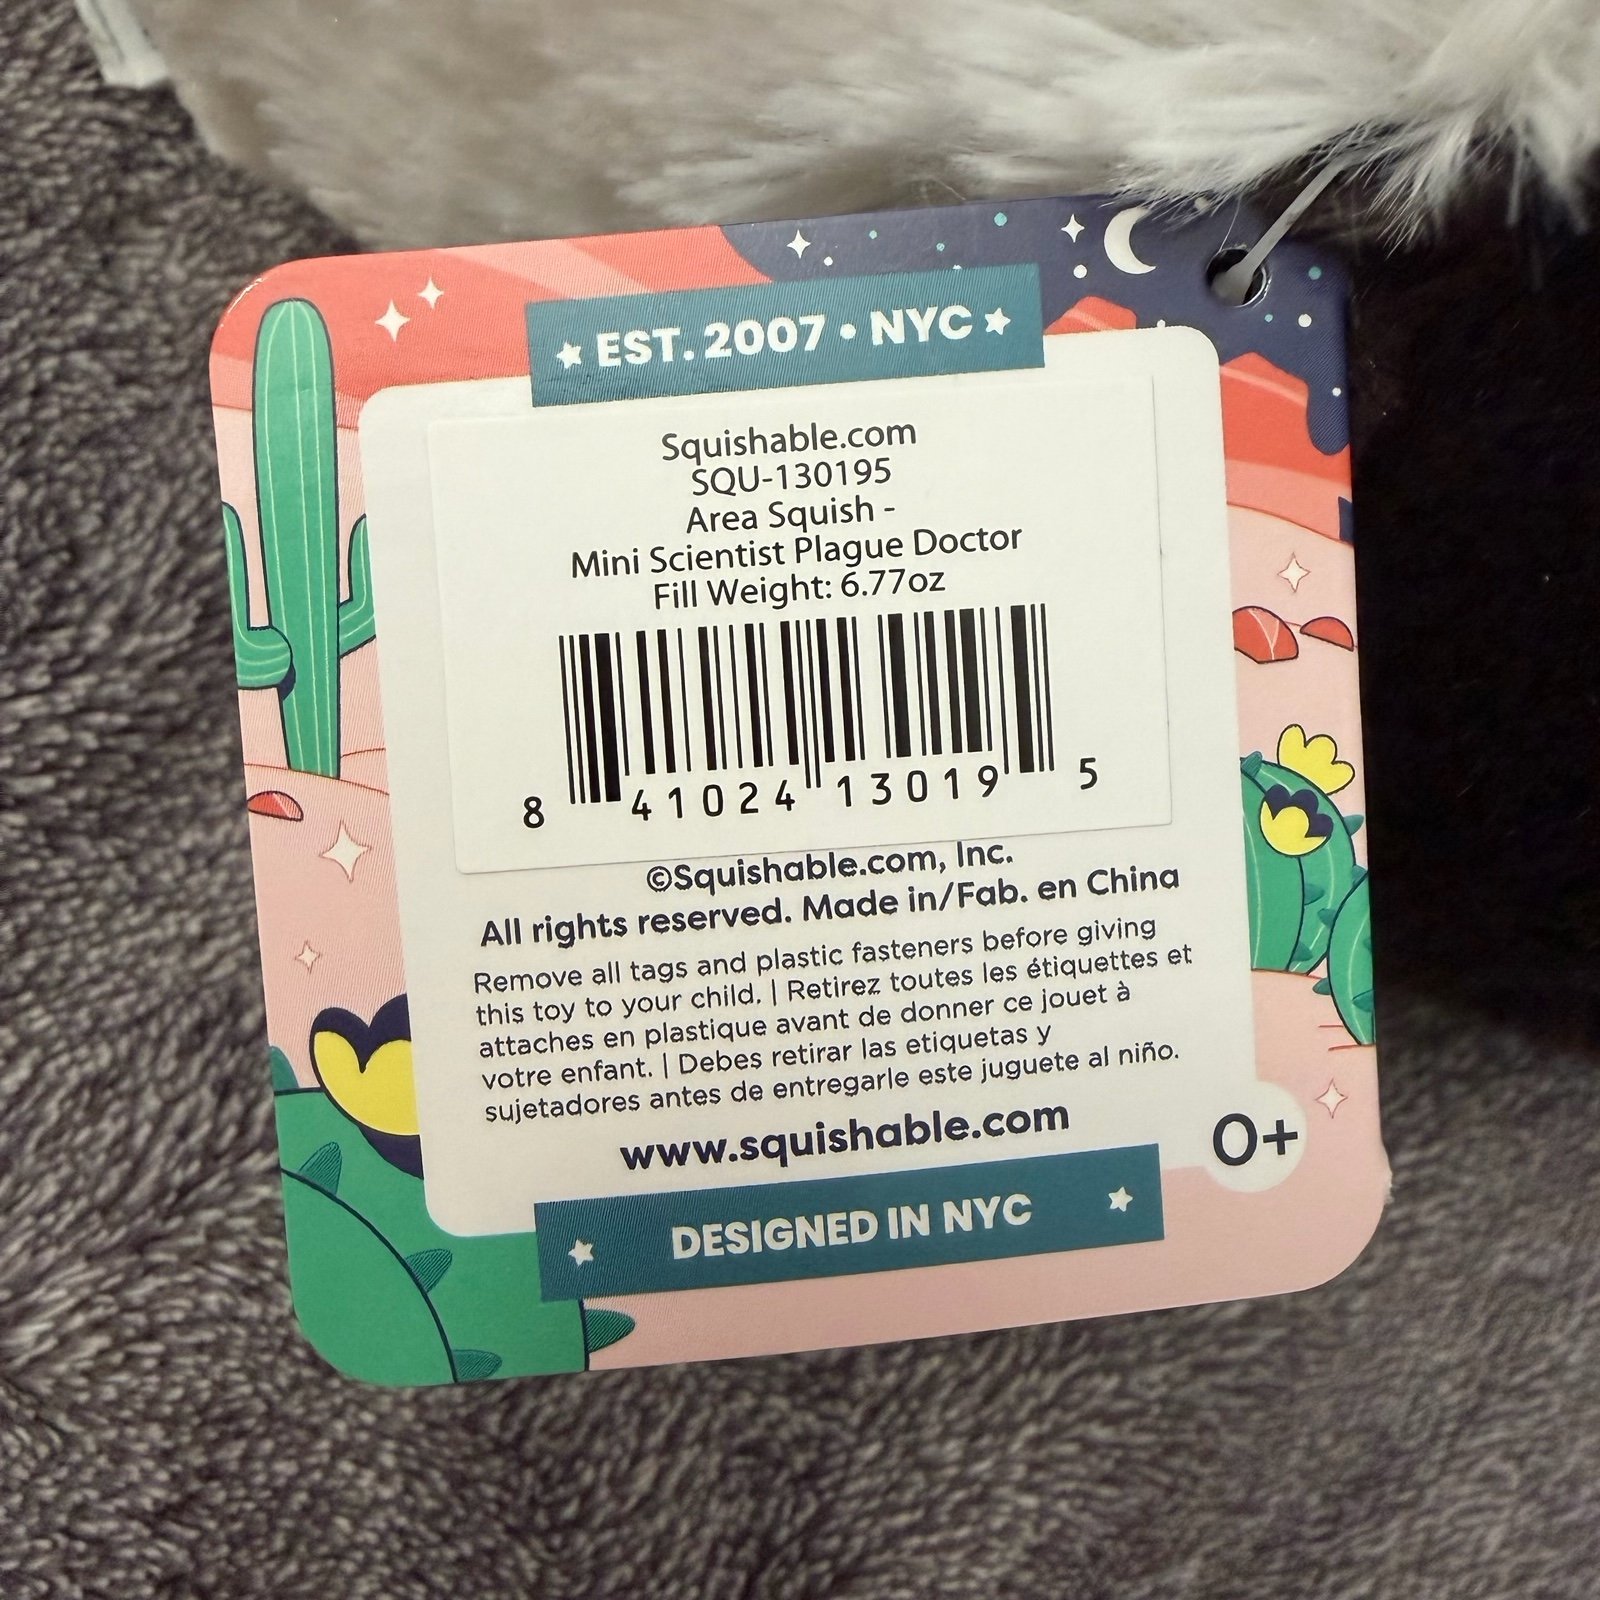 EST. 2007 • NYC
Squishable.com
SQU-130195
Area Squish -
Mini Scientist Plague Doctor
Fill Weight: 6.77oz
8 41024 13019 5
©Squishable.com, Inc.
All rights reserved. Made in/Fab. en China
Remove all tags and plastic fasteners before giving
this toy to your child. | Retirez toutes les étiquettes et
attaches en plastique avant de donner ce jouet à
votre enfant. | Debes retirar las etiquetas y
sujetadores antes de entregarle este juguete al niño.
www.squishable.com
0+
DESIGNED IN NYC